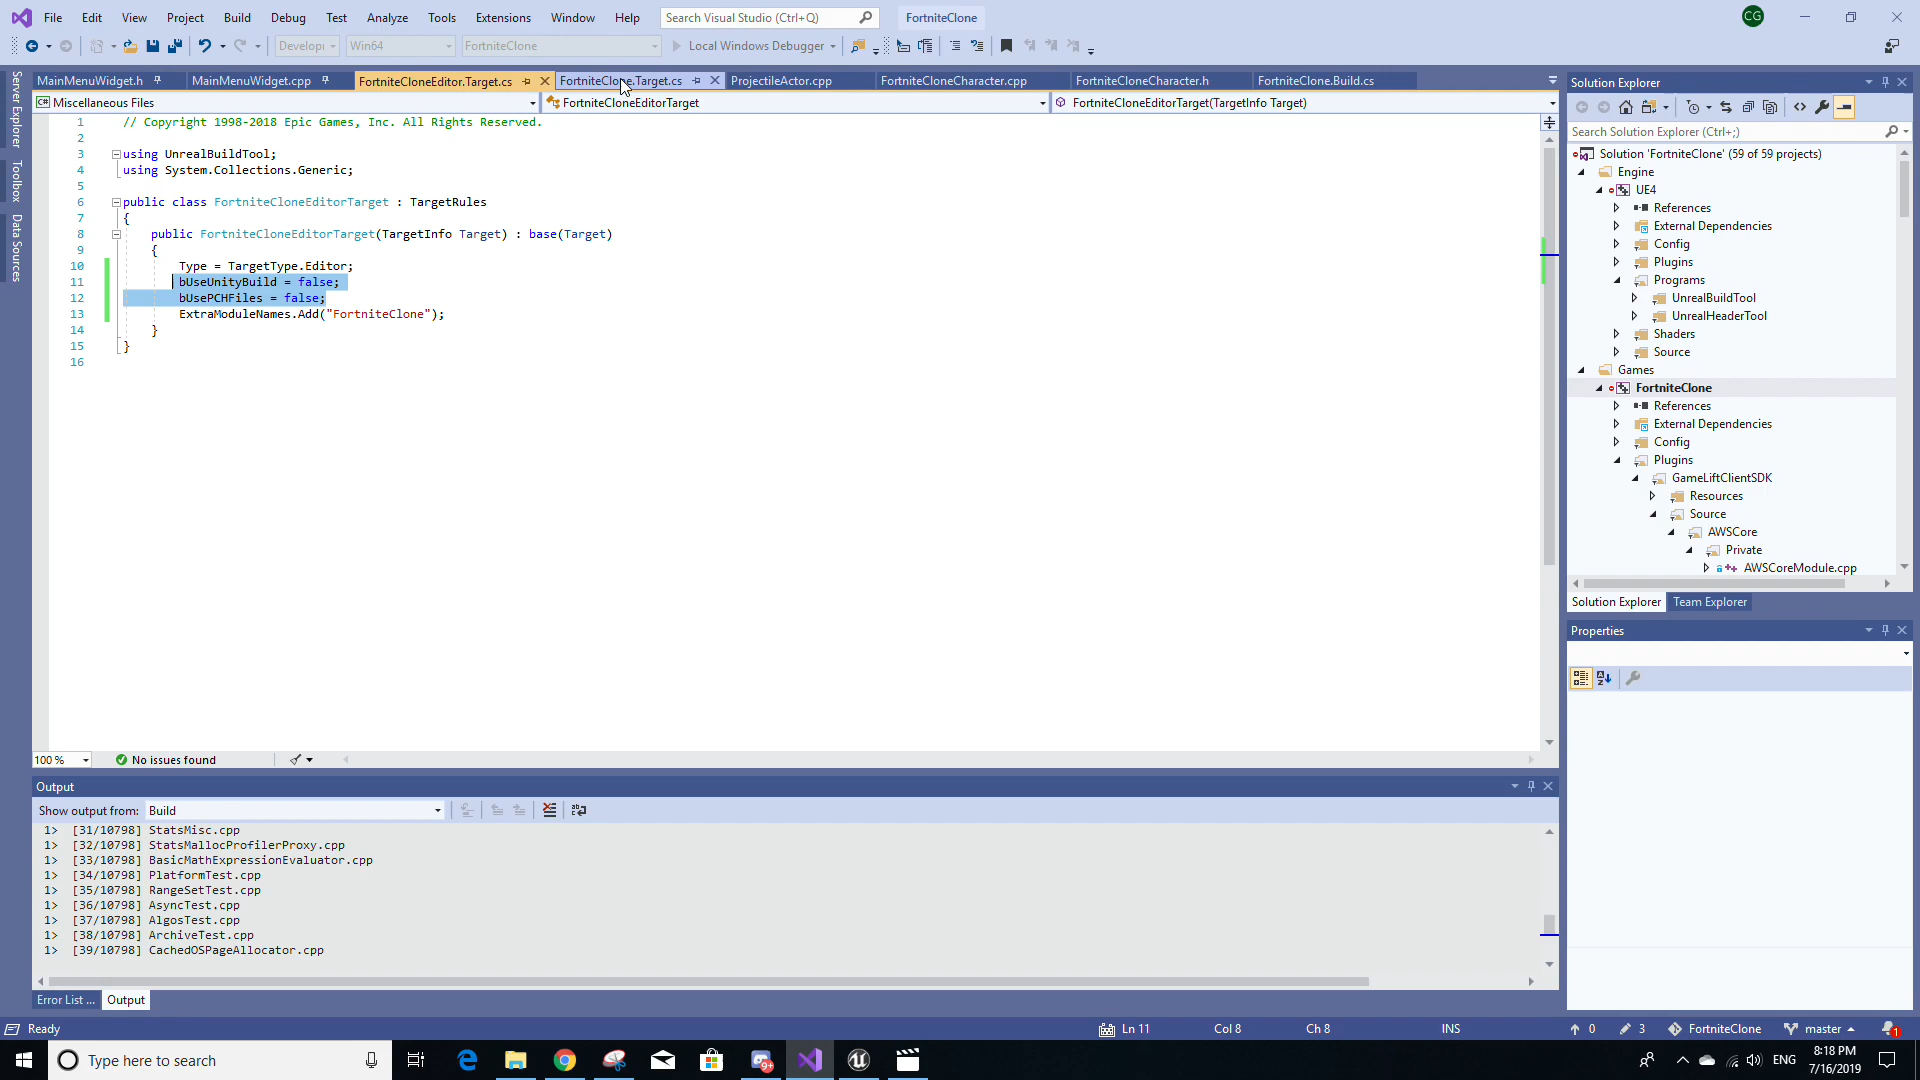 File Edit View Project Build Debug Test Analyze Tools Extensions Window Help Search Visual Studio (Ctrl+Q) FortniteClone CG
Develop Win64 FortniteClone Local Windows Debugger
MainMenuWidget.h MainMenuWidget.cpp FortniteCloneEditor.Target.cs FortniteClone.Target.cs ProjectileActor.cpp FortniteCloneCharacter.cpp FortniteCloneCharacter.h FortniteClone.Build.cs
C# Miscellaneous Files FortniteCloneEditorTarget FortniteCloneEditorTarget(TargetInfo Target)
Server Explorer
Toolbox
Data Sources
1 // Copyright 1998-2018 Epic Games, Inc. All Rights Reserved.
2
3 using UnrealBuildTool;
4 using System.Collections.Generic;
5
6 public class FortniteCloneEditorTarget : TargetRules
7 {
8 public FortniteCloneEditorTarget(TargetInfo Target) : base(Target)
9 {
10 Type = TargetType.Editor;
11 bUseUnityBuild = false;
12 bUsePCHFiles = false;
13 ExtraModuleNames.Add("FortniteClone");
14 }
15 }
16
100 % No issues found
Output
Show output from: Build
1> [31/10798] StatsMisc.cpp
1> [32/10798] StatsMallocProfilerProxy.cpp
1> [33/10798] BasicMathExpressionEvaluator.cpp
1> [34/10798] PlatformTest.cpp
1> [35/10798] RangeSetTest.cpp
1> [36/10798] AsyncTest.cpp
1> [37/10798] AlgosTest.cpp
1> [38/10798] ArchiveTest.cpp
1> [39/10798] CachedOSPageAllocator.cpp
Error List ... Output
Solution Explorer
Search Solution Explorer (Ctrl+;)
Solution 'FortniteClone' (59 of 59 projects)
Engine
UE4
References
External Dependencies
Config
Plugins
Programs
UnrealBuildTool
UnrealHeaderTool
Shaders
Source
Games
FortniteClone
References
External Dependencies
Config
Plugins
GameLiftClientSDK
Resources
Source
AWSCore
Private
AWSCoreModule.cpp
Solution Explorer Team Explorer
Properties
Ready Ln 11 Col 8 Ch 8 INS 0 3 FortniteClone master 1
Type here to search 9+ ENG 8:18 PM
7/16/2019